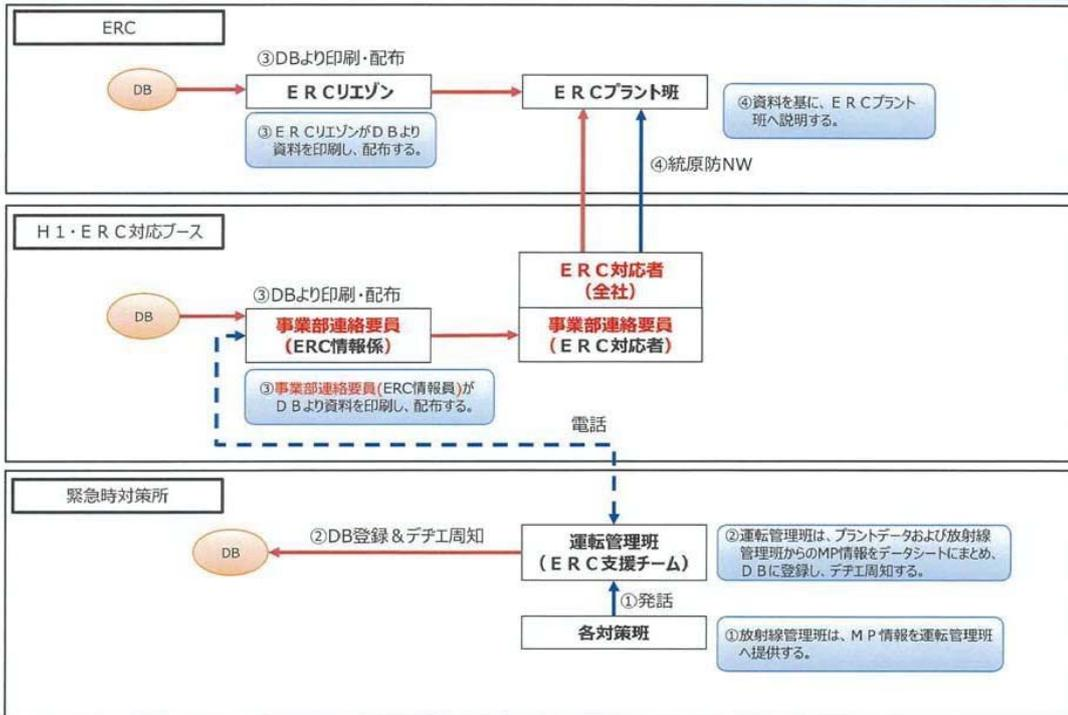 ERC
③DBより印刷・配布
DB
ERCリエゾン
ERCプラント班
③ERCリエゾンがDBより
資料を印刷し、配布する。
④資料を基に、ERCプラント
班へ説明する。
④統原防NW
H1・ERC対応ブース
③DBより印刷・配布
DB
事業部連絡要員
(ERC情報係)
ERC対応者
(全社)
事業部連絡要員
(ERC対応者)
③事業部連絡要員(ERC情報員)が
DBより資料を印刷し、配布する。
電話
緊急時対策所
DB
②DB登録&デヂエ周知
運転管理班
(ERC支援チーム)
②運転管理班は、プラントデータおよび放射線
管理班からのMP情報をデータシートにまとめ、
DBに登録し、デヂエ周知する。
①発話
各対策班
①放射線管理班は、MP情報を運転管理班
へ提供する。